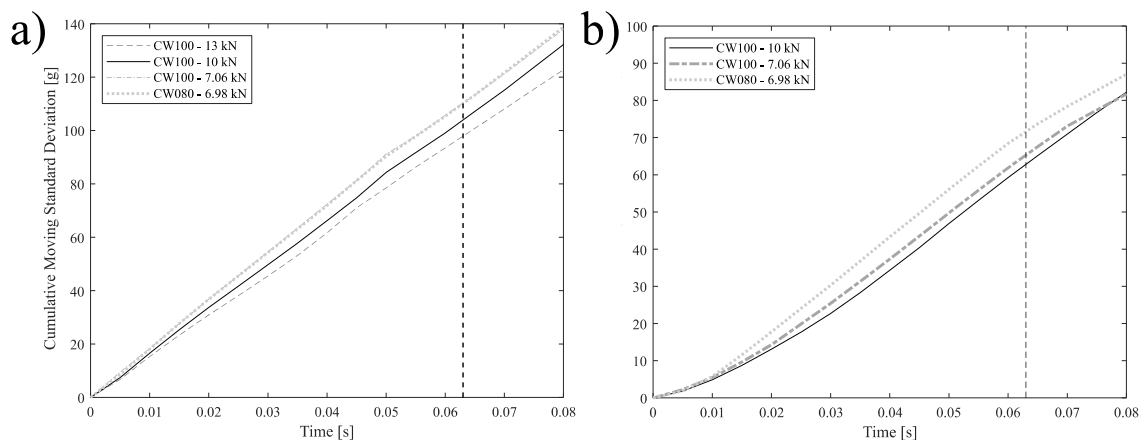 a)
CW100 - 13 kN
CW100 - 10 kN
CW100 - 7.06 kN
CW080 - 6.98 kN
140
120
100
80
60
40
20
0
Cumulative Moving Standard Deviation [g]
0 0.01 0.02 0.03 0.04 0.05 0.06 0.07 0.08
Time [s]
b)
CW100 - 10 kN
CW100 - 7.06 kN
CW080 - 6.98 kN
100
90
80
70
60
50
40
30
20
10
0
0 0.01 0.02 0.03 0.04 0.05 0.06 0.07 0.08
Time [s]